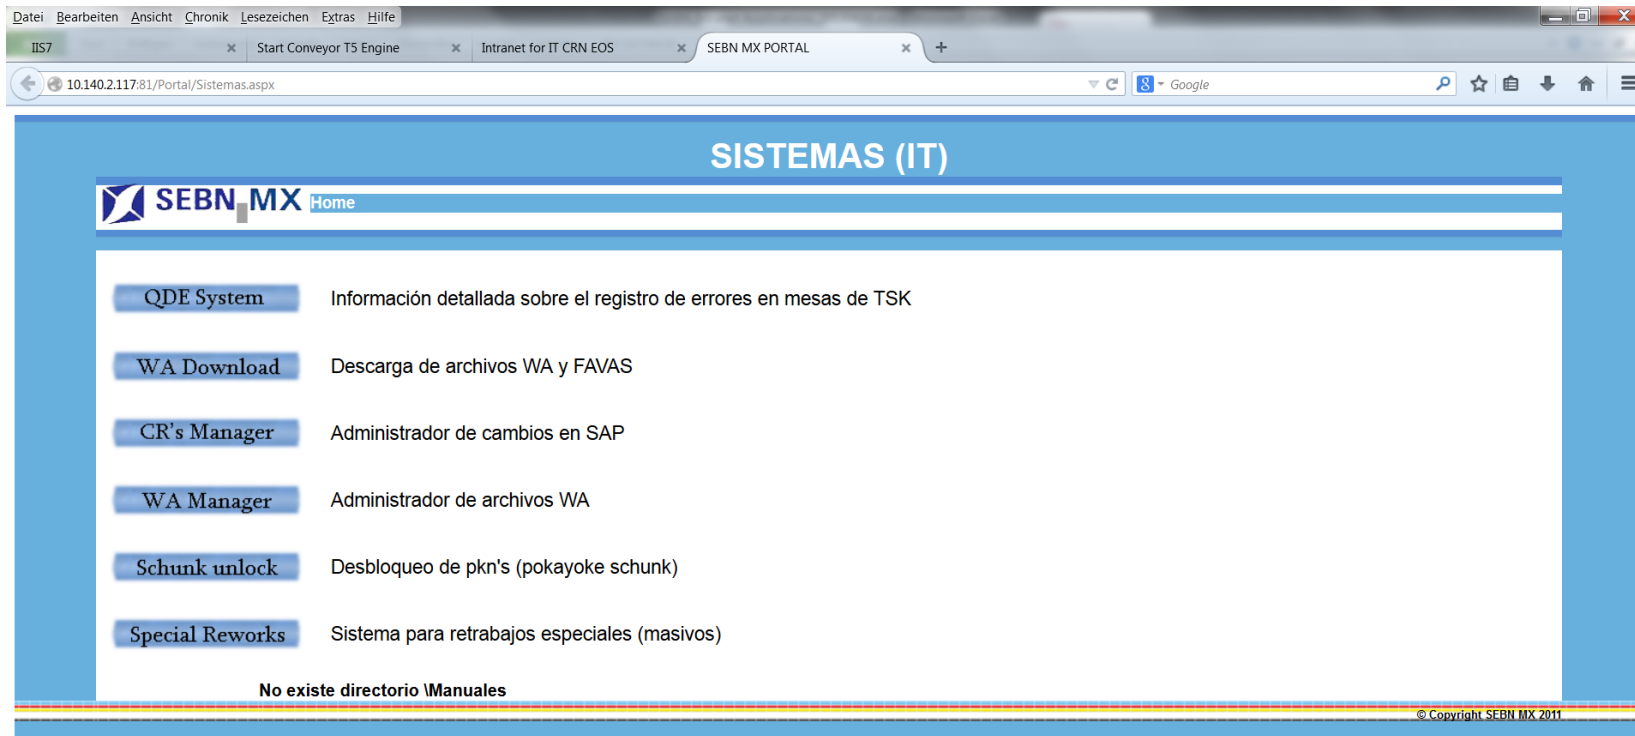 Datei Bearbeiten Ansicht Chronik Lesezeichen Extras Hilfe
IIS7 Start Conveyor T5 Engine Intranet for IT CRN EOS SEBN MX PORTAL
10.140.2.117:81/Portal/Sistemas.aspx Google
SISTEMAS (IT)
SEBN MX Home
QDE System Información detallada sobre el registro de errores en mesas de TSK
WA Download Descarga de archivos WA y FAVAS
CR's Manager Administrador de cambios en SAP
WA Manager Administrador de archivos WA
Schunk unlock Desbloqueo de pkn's (pokayoke schunk)
Special Reworks Sistema para retrabajos especiales (masivos)
No existe directorio \Manuales
© Copyright SEBN MX 2011